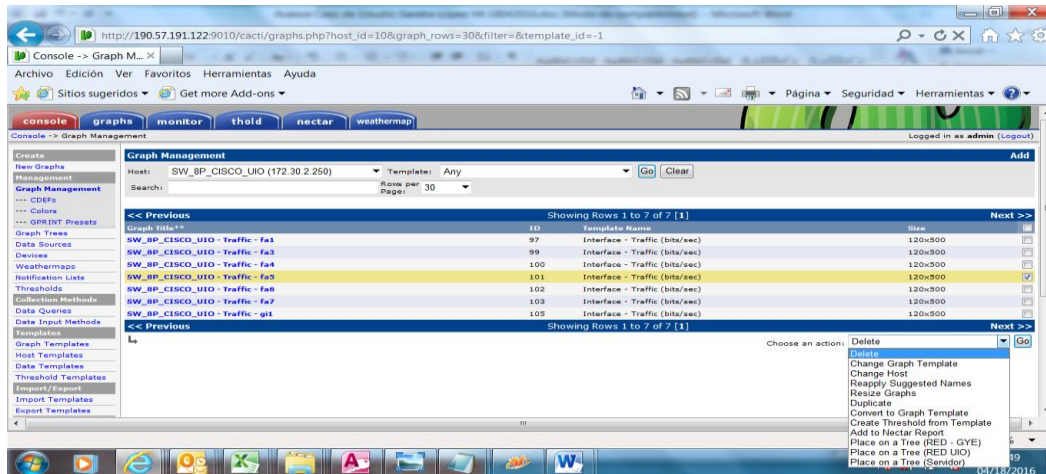 http://190.57.191.122:9010/cacti/graphs.php?host_id=10&graph_rows=30&filter=&template_id=-1
Console -> Graph M...
Archivo Edición Ver Favoritos Herramientas Ayuda
Sitios sugeridos Get more Add-ons Página Seguridad Herramientas
console graphs monitor thold nectar weathermap
Console -> Graph Management Logged in as admin (Logout)
Create
New Graphs
Management
Graph Management
--- CDEFs
--- Colors
--- GPRINT Presets
Graph Trees
Data Sources
Devices
Weathermaps
Notification Lists
Thresholds
Collection Methods
Data Queries
Data Input Methods
Templates
Graph Templates
Host Templates
Data Templates
Threshold Templates
Import/Export
Import Templates
Export Templates
Graph Management Add
Host: SW_8P_CISCO_UIO (172.30.2.250) Template: Any Go Clear
Search: Rows per Page: 30
<< Previous Showing Rows 1 to 7 of 7 [1] Next >>
Graph Title** ID Template Name Size
SW_8P_CISCO_UIO - Traffic - fa1 97 Interface - Traffic (bits/sec) 120x500
SW_8P_CISCO_UIO - Traffic - fa3 99 Interface - Traffic (bits/sec) 120x500
SW_8P_CISCO_UIO - Traffic - fa4 100 Interface - Traffic (bits/sec) 120x500
SW_8P_CISCO_UIO - Traffic - fa5 101 Interface - Traffic (bits/sec) 120x500
SW_8P_CISCO_UIO - Traffic - fa6 102 Interface - Traffic (bits/sec) 120x500
SW_8P_CISCO_UIO - Traffic - fa7 103 Interface - Traffic (bits/sec) 120x500
SW_8P_CISCO_UIO - Traffic - gi1 105 Interface - Traffic (bits/sec) 120x500
<< Previous Showing Rows 1 to 7 of 7 [1] Next >>
Choose an action: Delete Go
Delete
Change Graph Template
Change Host
Reapply Suggested Names
Resize Graphs
Duplicate
Convert to Graph Template
Create Threshold from Template
Add to Nectar Report
Place on a Tree (RED - GYE)
Place on a Tree (RED UIO)
Place on a Tree (Servidor)
04/18/2016